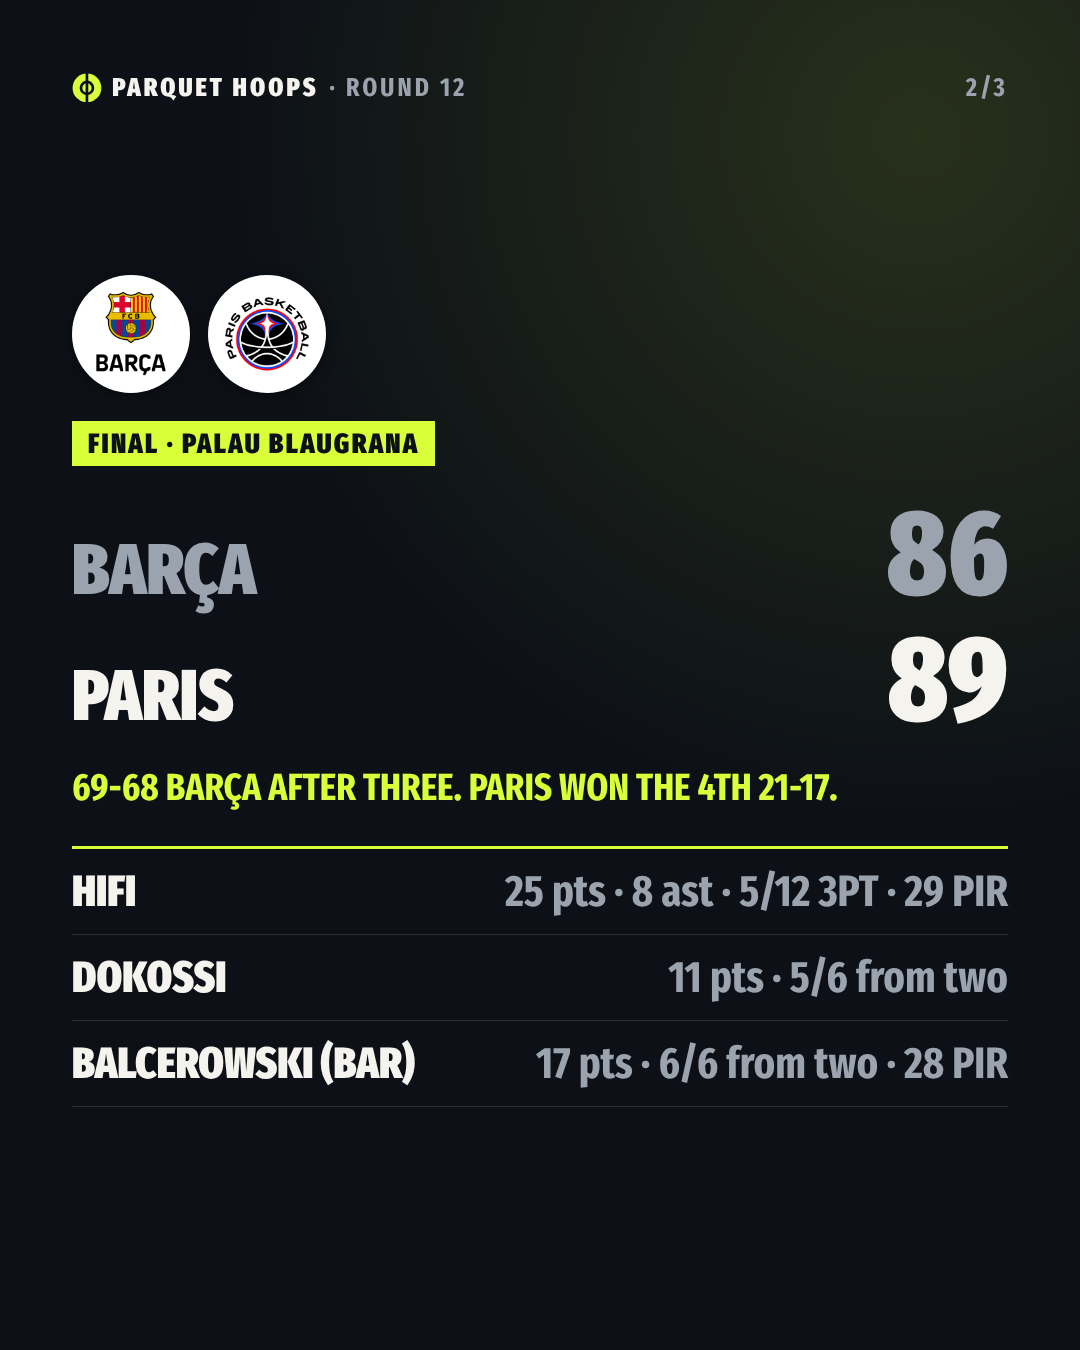 PARQUET HOOPS · ROUND 12
2/3
FCB
BARÇA
PARIS BASKETBALL
FINAL · PALAU BLAUGRANA
BARÇA 86
PARIS 89
69-68 BARÇA AFTER THREE. PARIS WON THE 4TH 21-17.
HIFI 25 pts · 8 ast · 5/12 3PT · 29 PIR
DOKOSSI 11 pts · 5/6 from two
BALCEROWSKI (BAR) 17 pts · 6/6 from two · 28 PIR